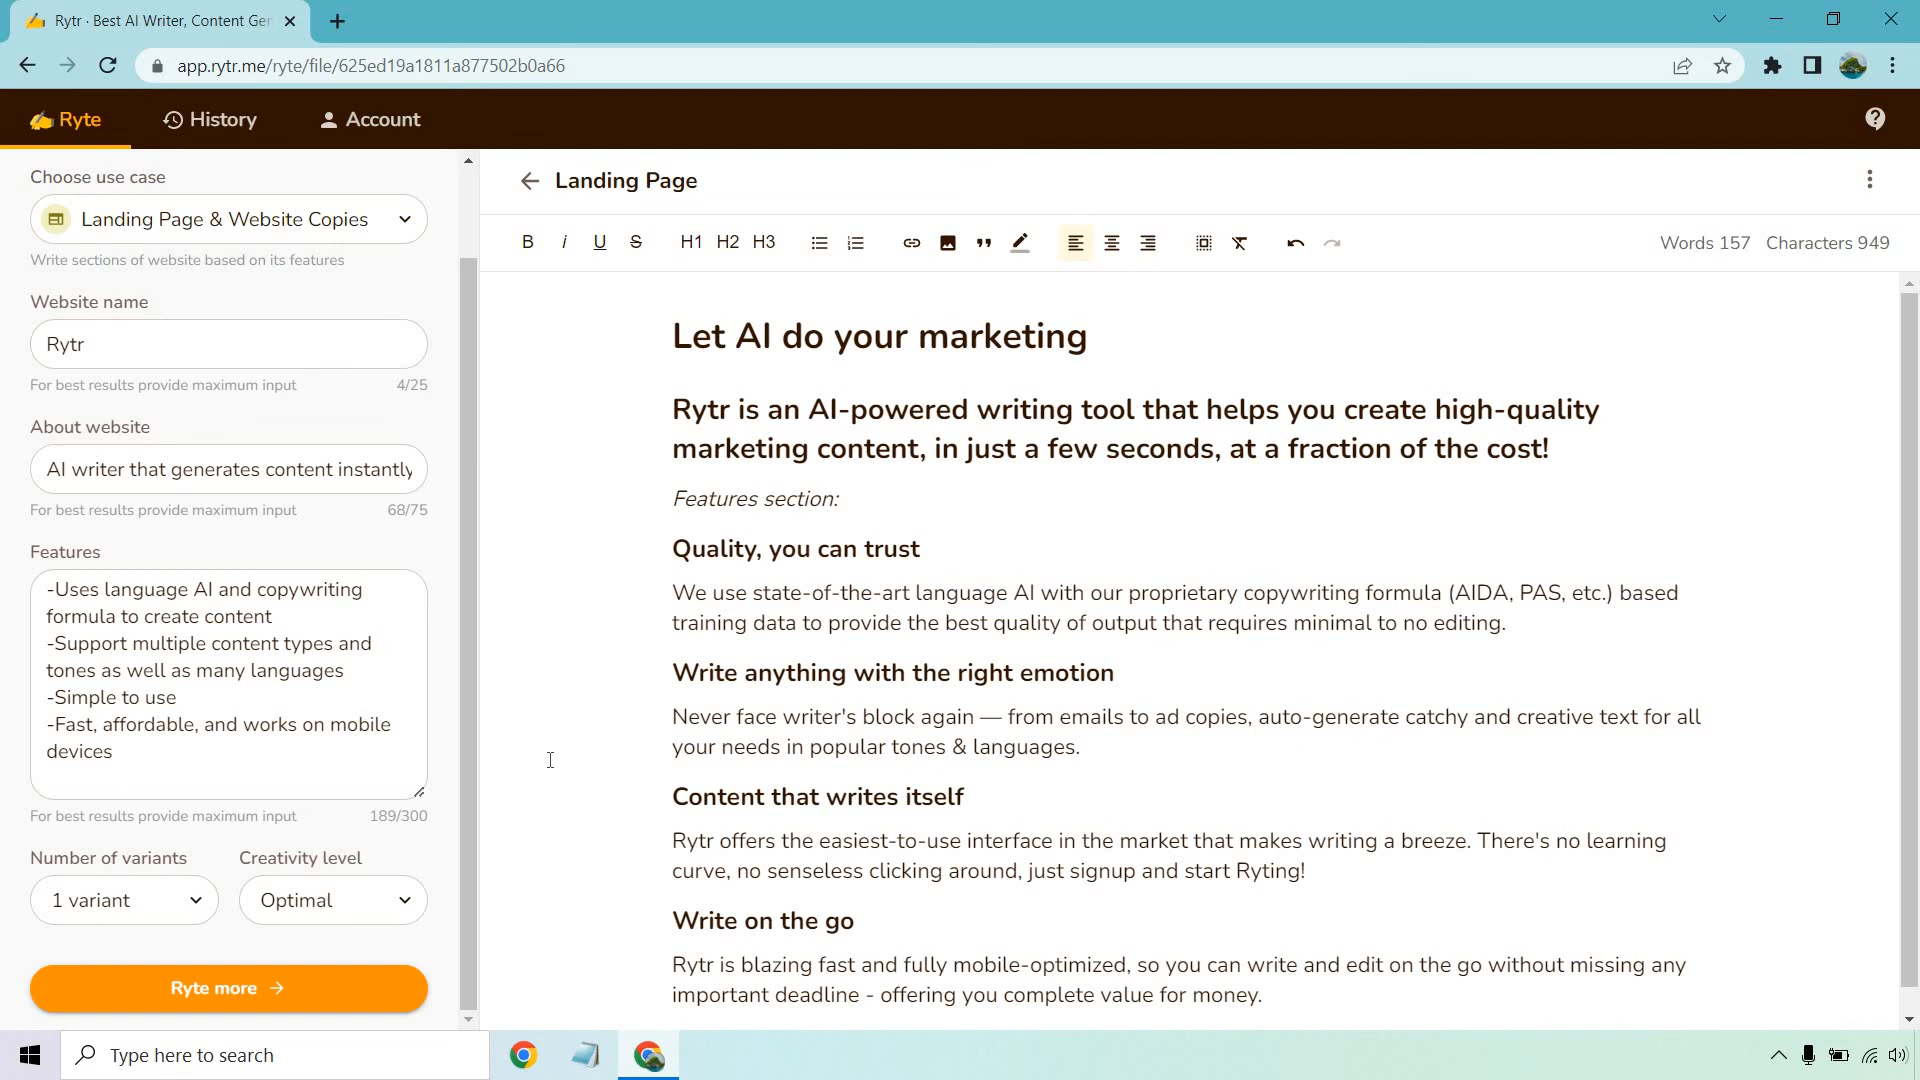 Rytr · Best AI Writer, Content Gen
app.rytr.me/ryte/file/625ed19a1811a877502b0a66
Ryte
History
Account
Choose use case
Landing Page & Website Copies
Write sections of website based on its features
Website name
Rytr
For best results provide maximum input 4/25
About website
AI writer that generates content instantly
For best results provide maximum input 68/75
Features
-Uses language AI and copywriting
formula to create content
-Support multiple content types and
tones as well as many languages
-Simple to use
-Fast, affordable, and works on mobile
devices
For best results provide maximum input 189/300
Number of variants Creativity level
1 variant Optimal
Ryte more
Landing Page
B i U S H1 H2 H3
Words 157 Characters 949
Let AI do your marketing
Rytr is an AI-powered writing tool that helps you create high-quality
marketing content, in just a few seconds, at a fraction of the cost!
Features section:
Quality, you can trust
We use state-of-the-art language AI with our proprietary copywriting formula (AIDA, PAS, etc.) based
training data to provide the best quality of output that requires minimal to no editing.
Write anything with the right emotion
Never face writer's block again — from emails to ad copies, auto-generate catchy and creative text for all
your needs in popular tones & languages.
Content that writes itself
Rytr offers the easiest-to-use interface in the market that makes writing a breeze. There's no learning
curve, no senseless clicking around, just signup and start Ryting!
Write on the go
Rytr is blazing fast and fully mobile-optimized, so you can write and edit on the go without missing any
important deadline - offering you complete value for money.
Type here to search